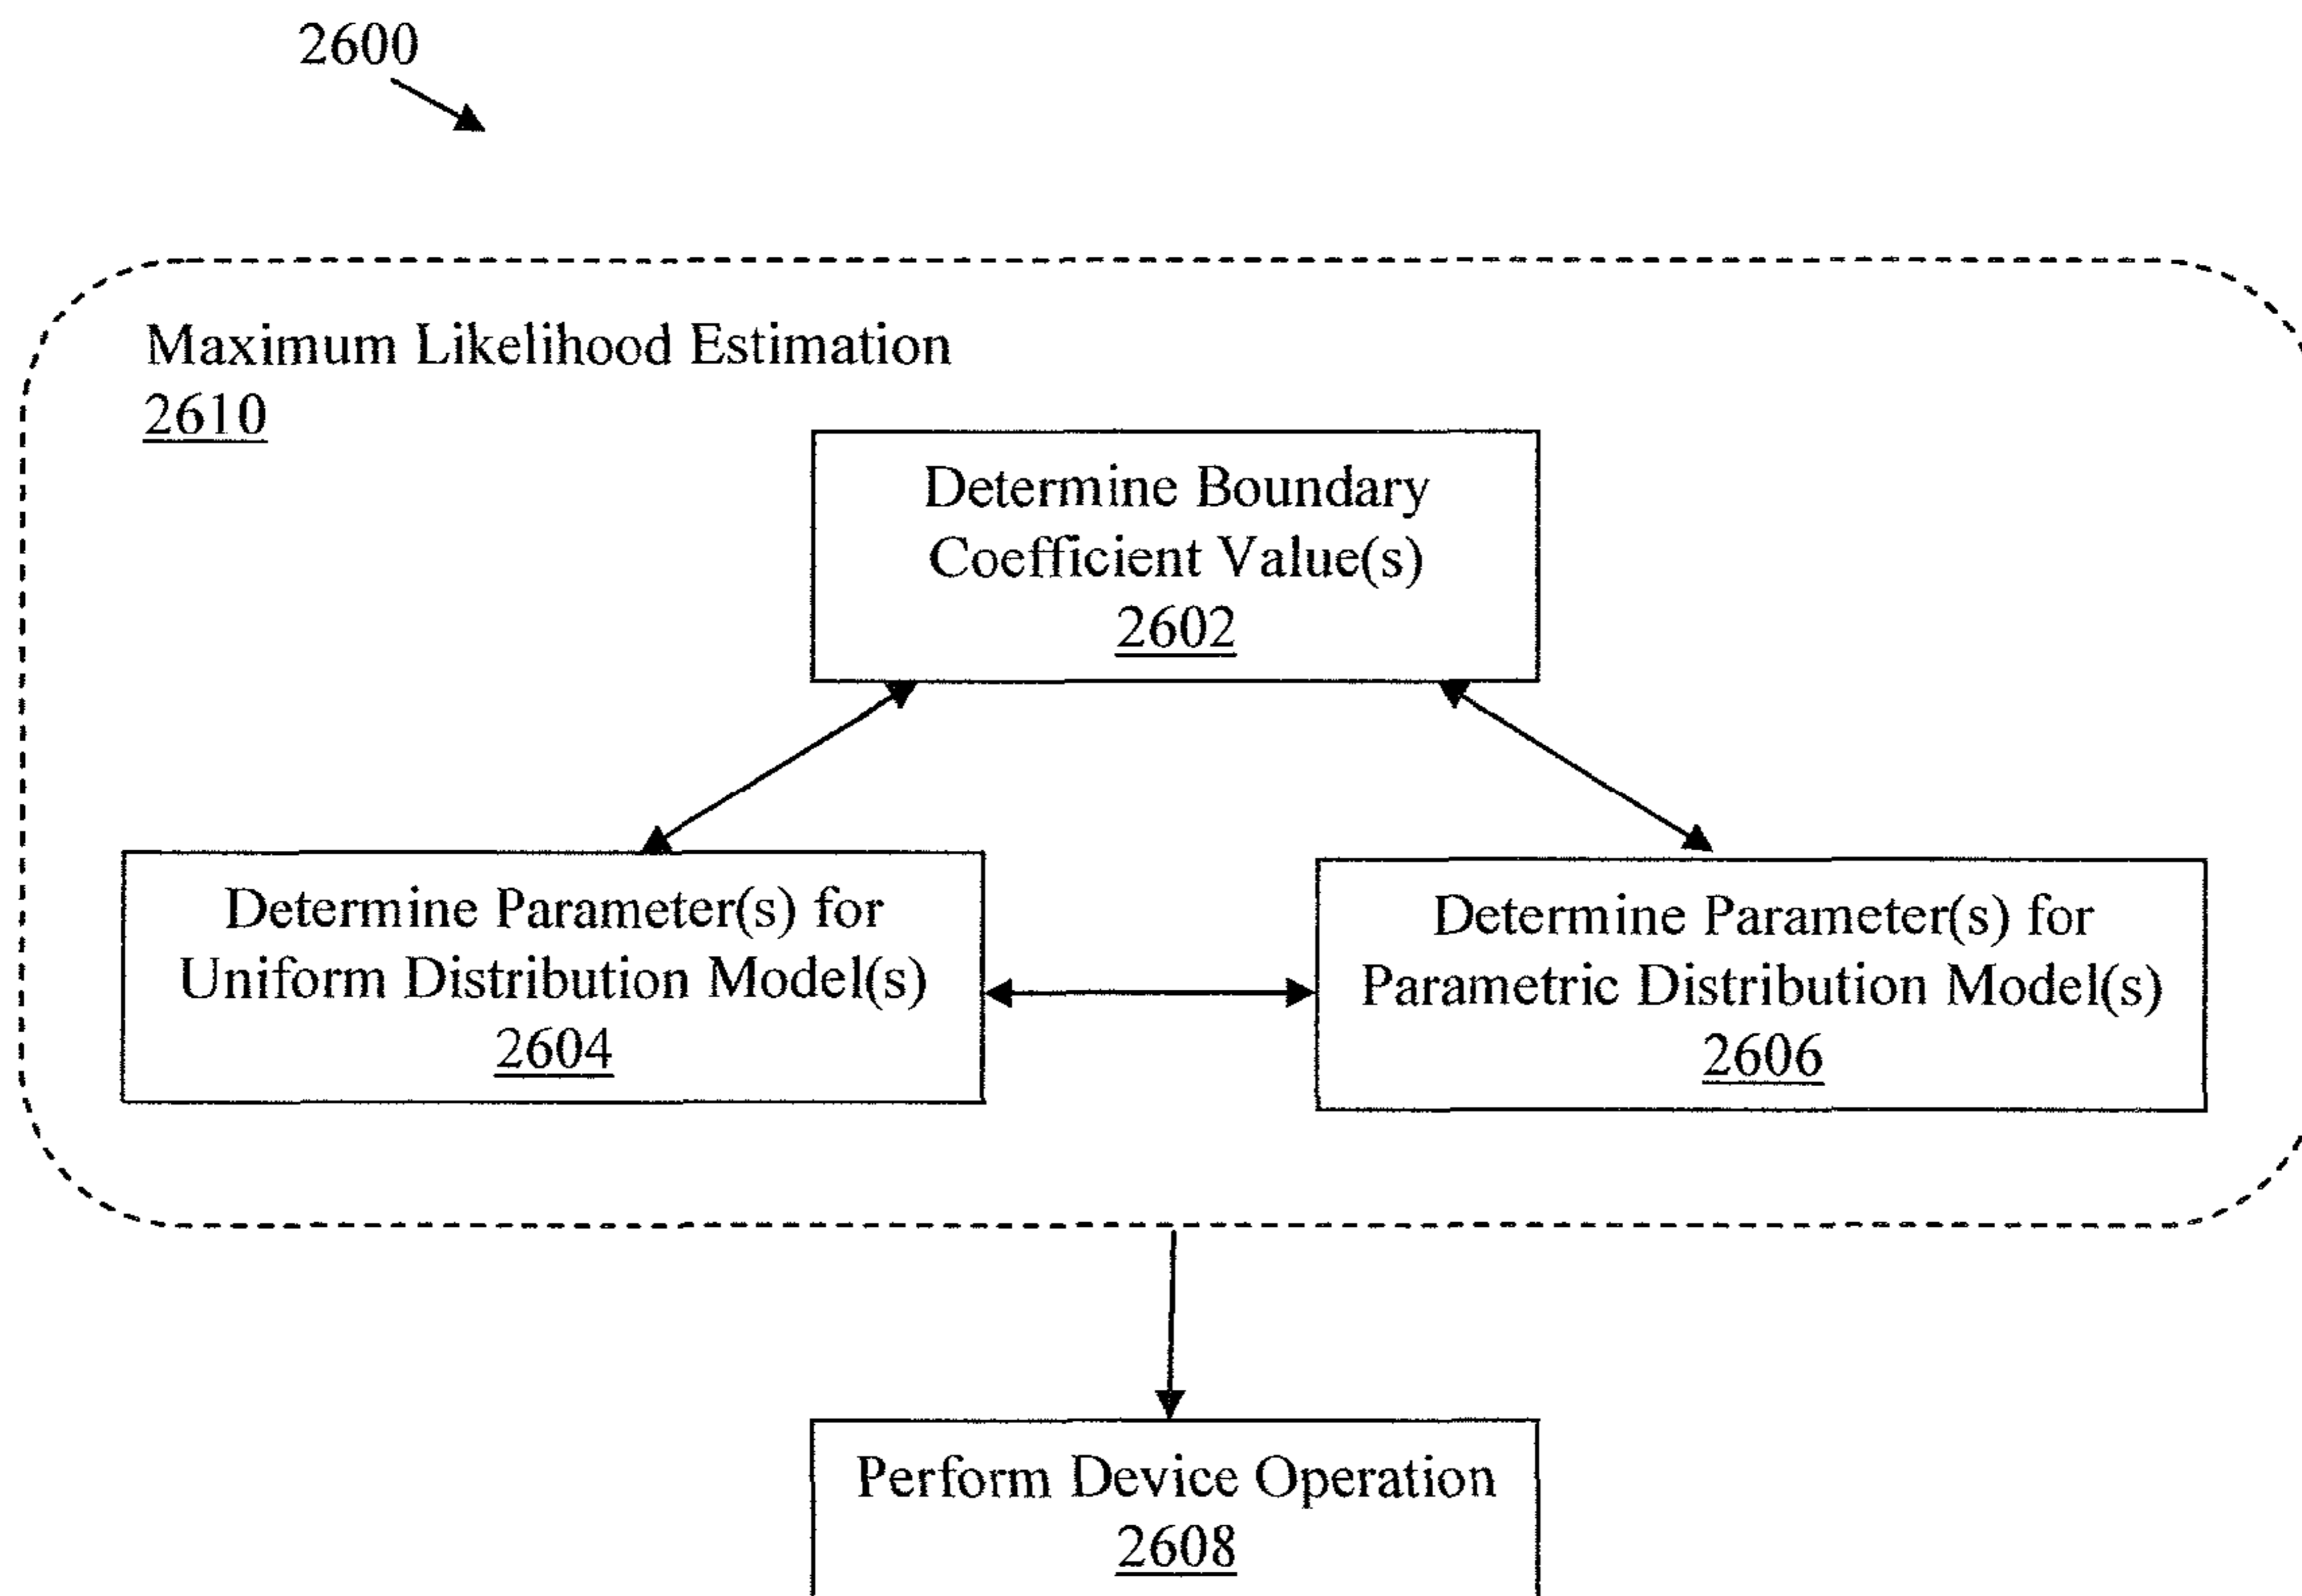 2600
Maximum Likelihood Estimation
2610
Determine Boundary
Coefficient Value(s)
2602
Determine Parameter(s) for
Uniform Distribution Model(s)
2604
Determine Parameter(s) for
Parametric Distribution Model(s)
2606
Perform Device Operation
2608